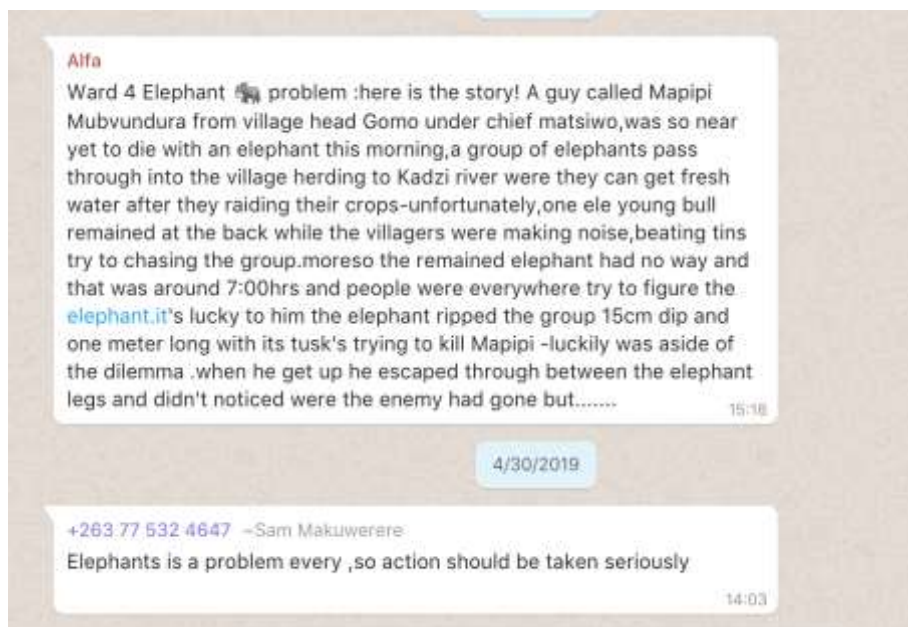 Alfa
Ward 4 Elephant 🐘 problem :here is the story! A guy called Mapipi
Mubvundura from village head Gomo under chief matsiwo,was so near
yet to die with an elephant this morning,a group of elephants pass
through into the village herding to Kadzi river were they can get fresh
water after they raiding their crops-unfortunately,one ele young bull
remained at the back while the villagers were making noise,beating tins
try to chasing the group.moreso the remained elephant had no way and
that was around 7:00hrs and people were everywhere try to figure the
elephant.it's lucky to him the elephant ripped the group 15cm dip and
one meter long with its tusk's trying to kill Mapipi -luckily was aside of
the dilemma .when he get up he escaped through between the elephant
legs and didn't noticed were the enemy had gone but.......
15:18
4/30/2019
+263 77 532 4647 ~Sam Makuwerere
Elephants is a problem every ,so action should be taken seriously
14:03